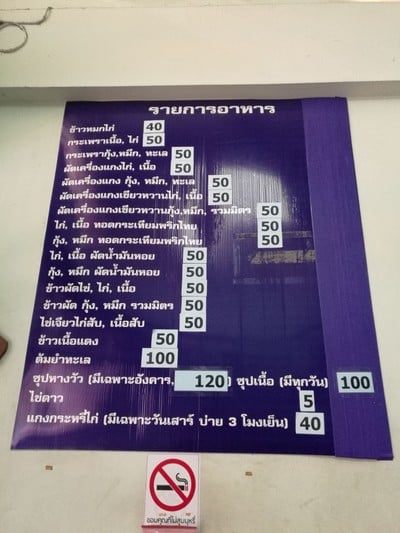 รายการอาหาร
ข้าวหมกไก่ 40
กระเพราเนื้อ, ไก่ 50
กระเพรากุ้ง,หมึก, ทะเล 50
ผัดเครื่องแกงไก่, เนื้อ 50
ผัดเครื่องแกง กุ้ง, หมึก, ทะเล 50
ผัดเครื่องแกงเขียวหวานไก่, เนื้อ 50
ผัดเครื่องแกงเขียวหวานกุ้ง,หมึก, รวมมิตร 50
ไก่, เนื้อ ทอดกระเทียมพริกไทย 50
กุ้ง, หมึก ทอดกระเทียมพริกไทย 50
ไก่, เนื้อ ผัดน้ำมันหอย 50
กุ้ง, หมึก ผัดน้ำมันหอย 50
ข้าวผัดไข่, ไก่, เนื้อ 50
ข้าวผัด กุ้ง, หมึก รวมมิตร 50
ไข่เจียวไก่สับ, เนื้อสับ 50
ข้าวเนื้อแดง 50
ต้มยำทะเล 100
ซุปหางวัว (มีเฉพาะอังคาร, 120 ) ซุปเนื้อ (มีทุกวัน) 100
ไข่ดาว 5
แกงกระหรี่ไก่ (มีเฉพาะวันเสาร์ บ่าย 3 โมงเย็น) 40
ขอบคุณที่ไม่สูบบุหรี่